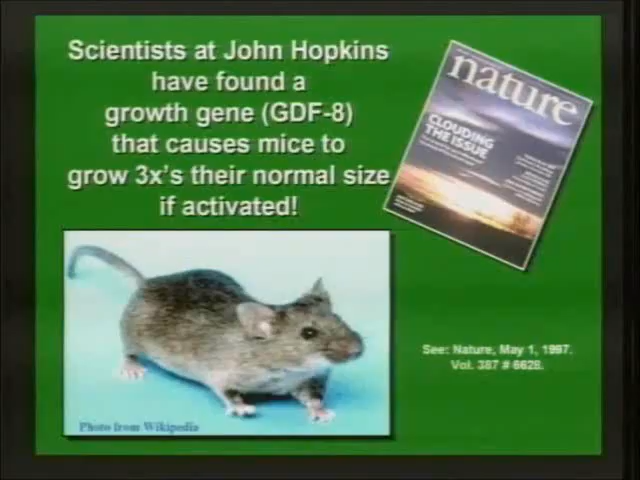 Scientists at John Hopkins
have found a
growth gene (GDF-8)
that causes mice to
grow 3x's their normal size
if activated!
nature
CLOUDING
THE ISSUE
See: Nature, May 1, 1997.
Vol. 387 # 6628.
Photo from Wikipedia